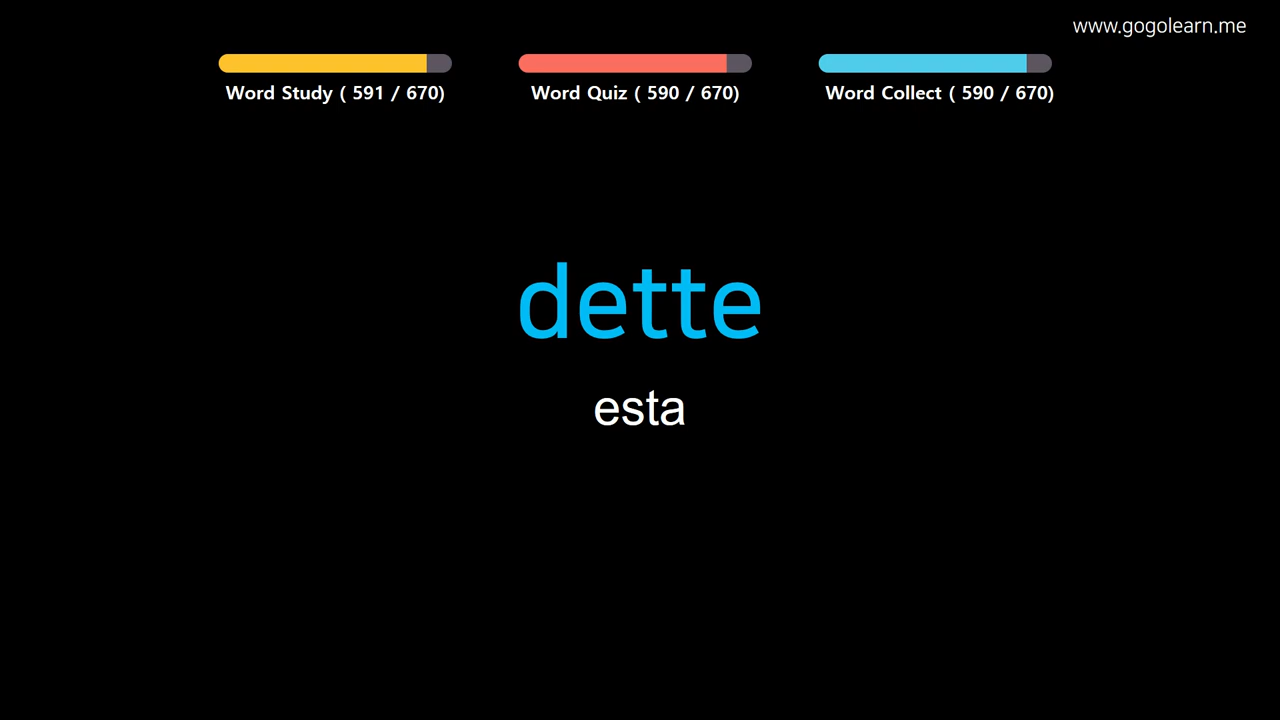 www.gogolearn.me
Word Study ( 591 / 670)
Word Quiz ( 590 / 670)
Word Collect ( 590 / 670)
dette
esta